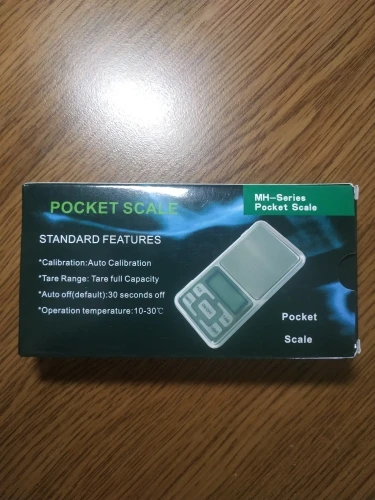 POCKET SCALE
MH-Series
Pocket Scale
STANDARD FEATURES
*Calibration:Auto Calibration
*Tare Range: Tare full Capacity
*Auto off(default):30 seconds off
*Operation temperature:10-30℃
Pocket
Scale